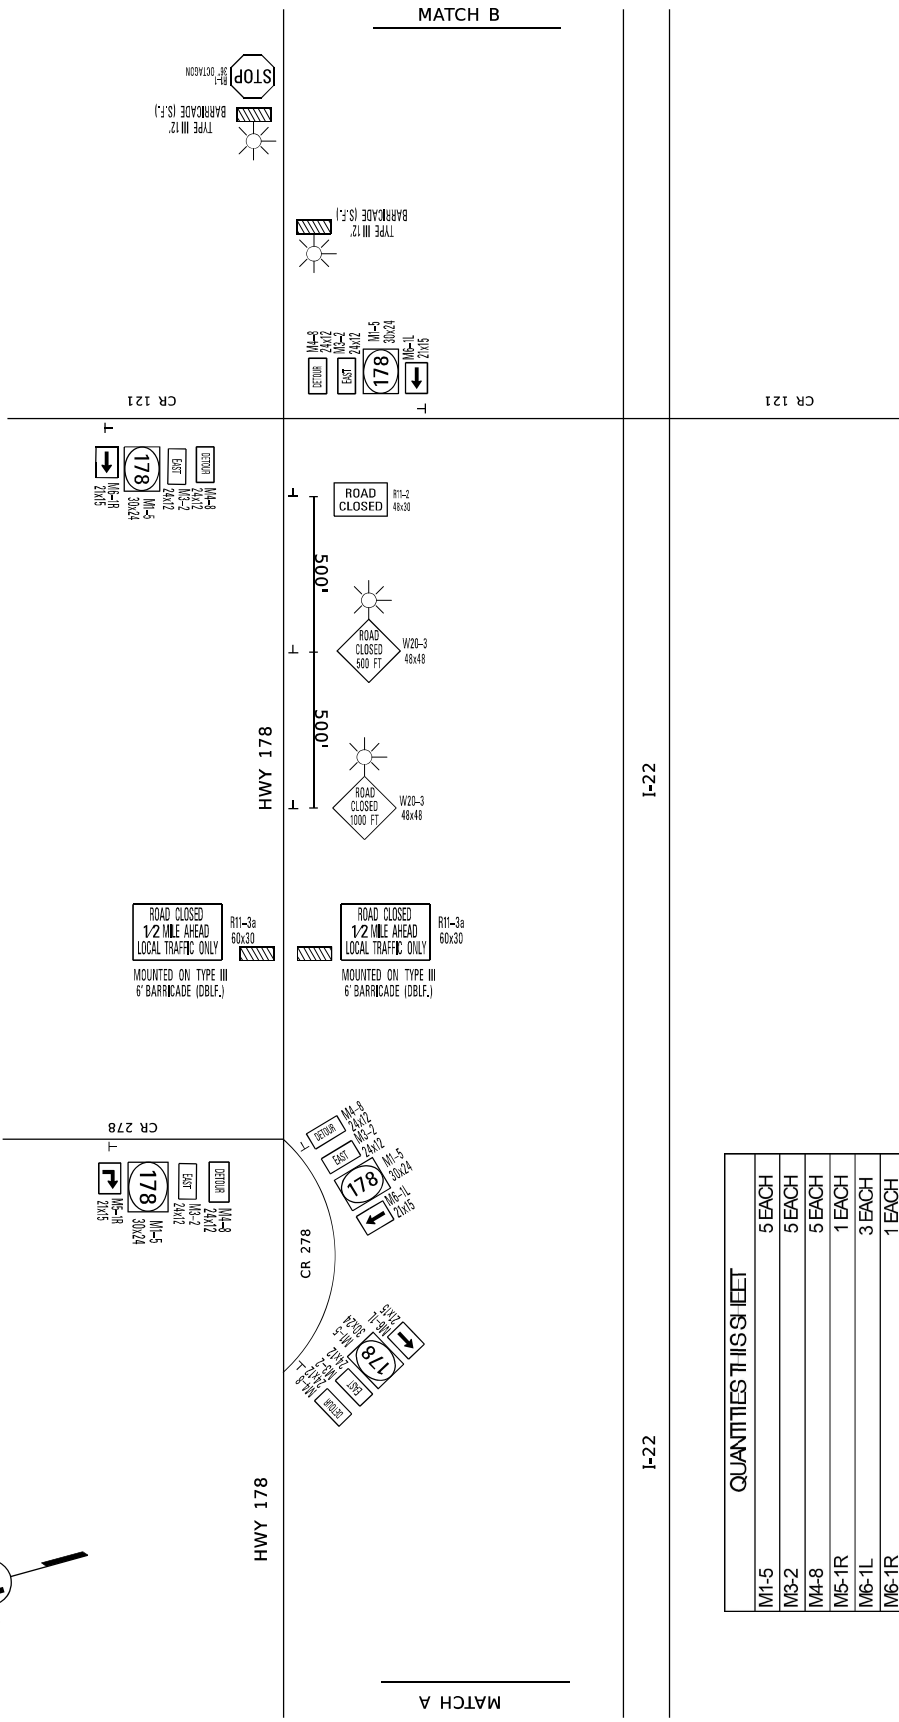 MATCH B
STOP
R1-1
36" OCTAGON
TYPE III 12'
BARRICADE (S.F.)
TYPE III 12'
BARRICADE (S.F.)
DETOUR
M4-8
24x12
EAST
M3-2
24x12
178
M1-5
30x24
M6-1L
21x15
CR 121
CR 121
M6-1R
21x15
178
M1-5
30x24
EAST
M3-2
24x12
DETOUR
M4-8
24x12
ROAD
CLOSED
R11-2
48x30
500'
ROAD
CLOSED
500 FT
W20-3
48x48
500'
HWY 178
I-22
ROAD
CLOSED
1000 FT
W20-3
48x48
ROAD CLOSED
1/2 MILE AHEAD
LOCAL TRAFFIC ONLY
R11-3a
60x30
MOUNTED ON TYPE III
6' BARRICADE (DBLF.)
ROAD CLOSED
1/2 MILE AHEAD
LOCAL TRAFFIC ONLY
R11-3a
60x30
MOUNTED ON TYPE III
6' BARRICADE (DBLF.)
CR 278
M5-1R
21x15
178
M1-5
30x24
EAST
M3-2
24x12
DETOUR
M4-8
24x12
DETOUR
M4-8
24x12
EAST
M3-2
24x12
178
M1-5
30x24
M6-1L
21x15
CR 278
M6-1L
21x15
178
M1-5
30x24
EAST
M3-2
24x12
DETOUR
M4-8
24x12
HWY 178
I-22
QUANTITIES THIS SHEET
M1-5 5 EACH
M3-2 5 EACH
M4-8 5 EACH
M5-1R 1 EACH
M6-1L 3 EACH
M6-1R 1 EACH
MATCH A